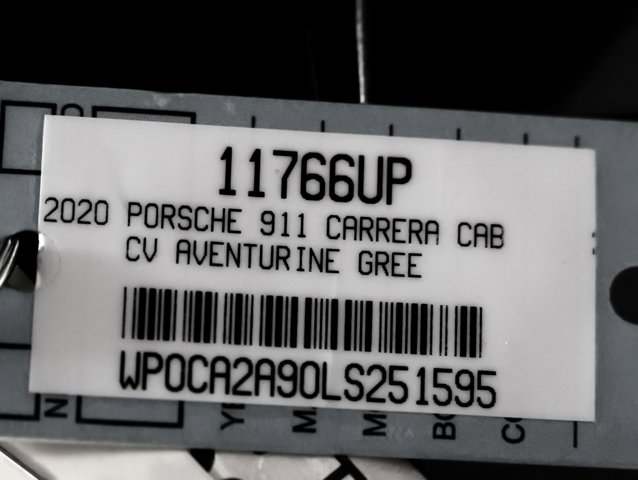 11766UP
2020 PORSCHE 911 CARRERA CAB
CV AVENTURINE GREE
WP0CA2A90LS251595